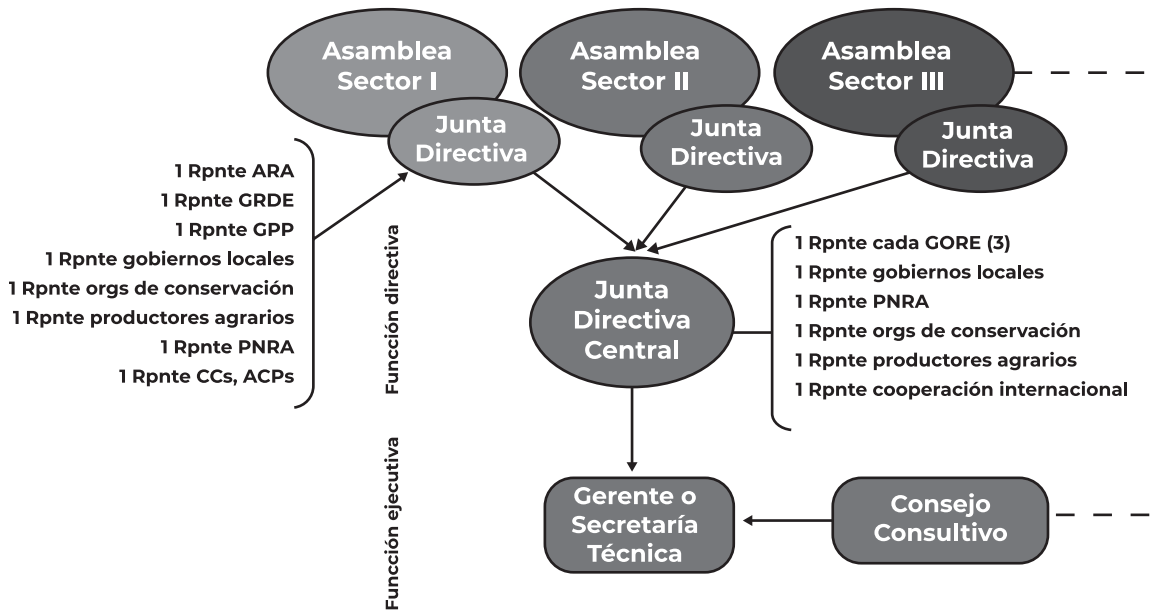 Asamblea
Sector I
Asamblea
Sector II
Asamblea
Sector III
Junta
Directiva
Junta
Directiva
Junta
Directiva
1 Rpnte ARA
1 Rpnte GRDE
1 Rpnte GPP
1 Rpnte gobiernos locales
1 Rpnte orgs de conservación
1 Rpnte productores agrarios
1 Rpnte PNRA
1 Rpnte CCs, ACPs
Funcción directiva
Junta
Directiva
Central
1 Rpnte cada GORE (3)
1 Rpnte gobiernos locales
1 Rpnte PNRA
1 Rpnte orgs de conservación
1 Rpnte productores agrarios
1 Rpnte cooperación internacional
Funcción ejecutiva
Gerente o
Secretaría
Técnica
Consejo
Consultivo